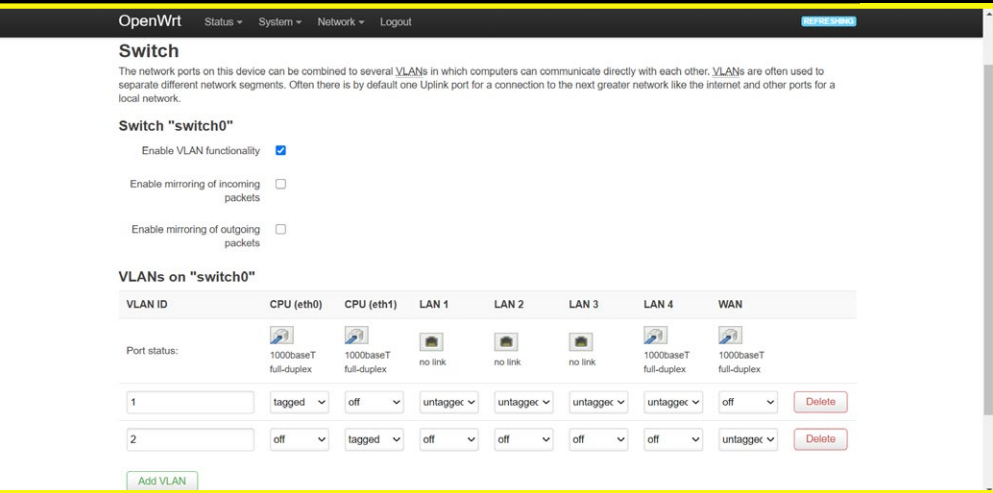 OpenWrt Status System Network Logout REFRESHING
Switch
The network ports on this device can be combined to several VLANs in which computers can communicate directly with each other. VLANs are often used to
separate different network segments. Often there is by default one Uplink port for a connection to the next greater network like the internet and other ports for a
local network.
Switch "switch0"
Enable VLAN functionality
Enable mirroring of incoming
packets
Enable mirroring of outgoing
packets
VLANs on "switch0"
VLAN ID CPU (eth0) CPU (eth1) LAN 1 LAN 2 LAN 3 LAN 4 WAN
Port status: 1000baseT full-duplex 1000baseT full-duplex no link no link no link 1000baseT full-duplex 1000baseT full-duplex
1 tagged off untaggec untaggec untaggec untaggec off Delete
2 off tagged off off off off untaggec Delete
Add VLAN